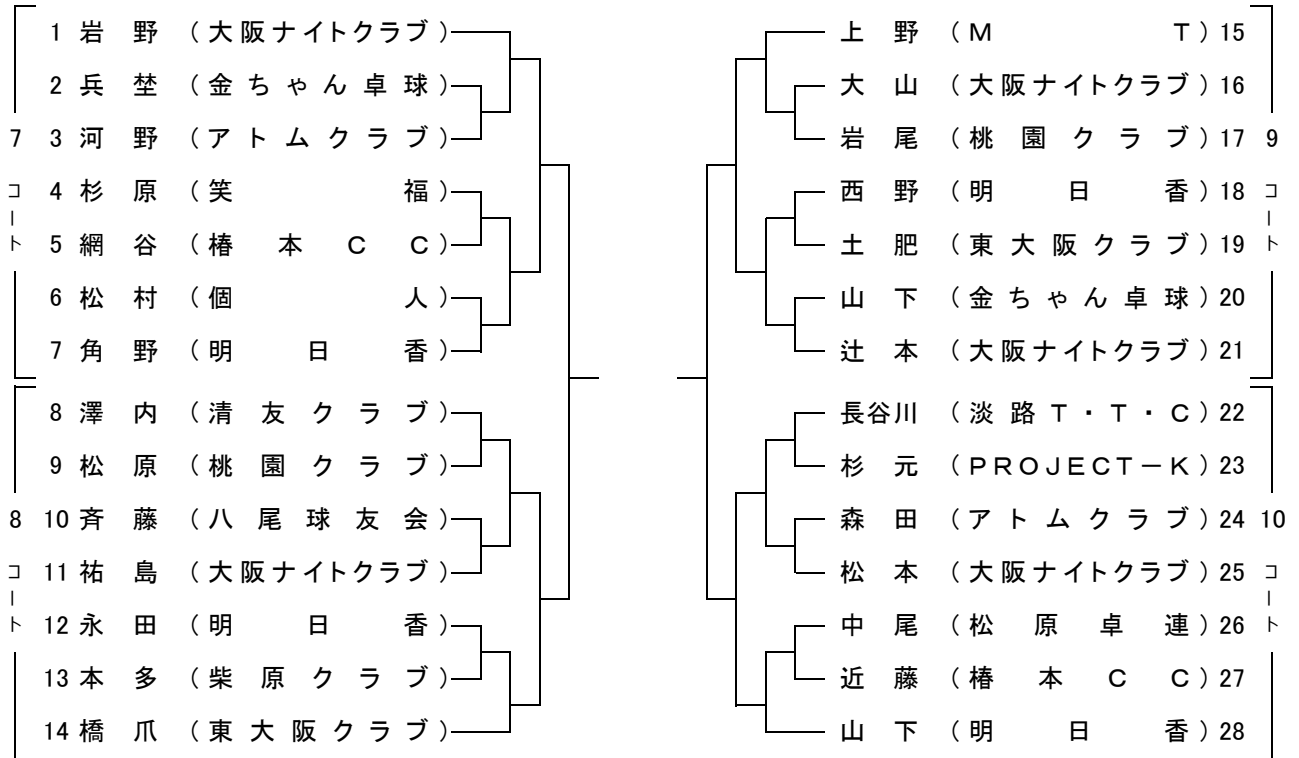 1 岩野（大阪ナイトクラブ）
2 兵埜（金ちゃん卓球）
3 河野（アトムクラブ）
4 杉原（笑福）
5 網谷（椿本ＣＣ）
6 松村（個人）
7 角野（明日香）
7コート
8 澤内（清友クラブ）
9 松原（桃園クラブ）
10 斉藤（八尾球友会）
11 祐島（大阪ナイトクラブ）
12 永田（明日香）
13 本多（柴原クラブ）
14 橋爪（東大阪クラブ）
8コート
上野（ＭＴ）15
大山（大阪ナイトクラブ）16
岩尾（桃園クラブ）17
西野（明日香）18
土肥（東大阪クラブ）19
山下（金ちゃん卓球）20
辻本（大阪ナイトクラブ）21
9コート
長谷川（淡路Ｔ・Ｔ・Ｃ）22
杉元（ＰＲＯＪＥＣＴ－Ｋ）23
森田（アトムクラブ）24
松本（大阪ナイトクラブ）25
中尾（松原卓連）26
近藤（椿本ＣＣ）27
山下（明日香）28
10コート